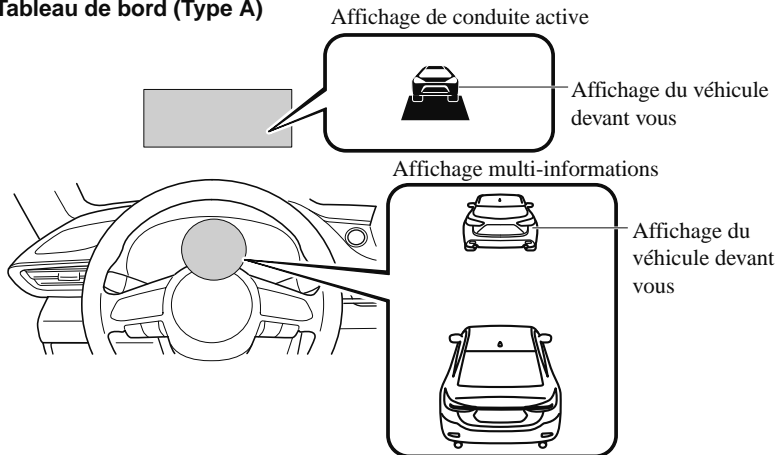 Tableau de bord (Type A)
Affichage de conduite active
Affichage du véhicule
devant vous
Affichage multi-informations
Affichage du
véhicule devant
vous